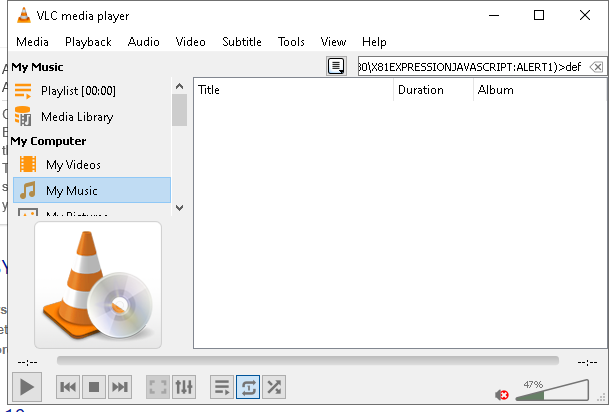 VLC media player
Media Playback Audio Video Subtitle Tools View Help
My Music
30\X81EXPRESSIONJAVASCRIPT:ALERT1)>def
Playlist [00:00]
Media Library
My Computer
My Videos
My Music
My Pictures
Title Duration Album
--:-- --:--
47%